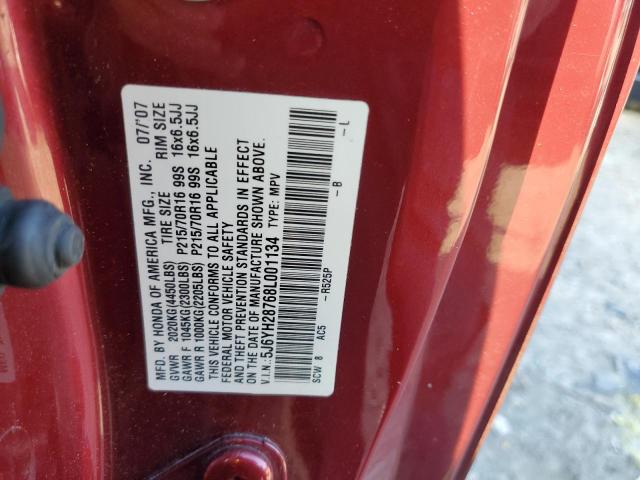 MFD. BY HONDA OF AMERICA MFG., INC. 07/'07
TIRE SIZE RIM SIZE
GVWR 2020KG(4450LBS)
GAWR F 1045KG(2300LBS) P215/70R16 99S 16x6.5JJ
GAWR R 1000KG(2205LBS) P215/70R16 99S 16x6.5JJ
THIS VEHICLE CONFORMS TO ALL APPLICABLE
FEDERAL MOTOR VEHICLE SAFETY
AND THEFT PREVENTION STANDARDS IN EFFECT
ON THE DATE OF MANUFACTURE SHOWN ABOVE.
V.I.N.: 5J6YH28768L001134 TYPE: MPV
SCW 8 AC5 -R525P -B -L